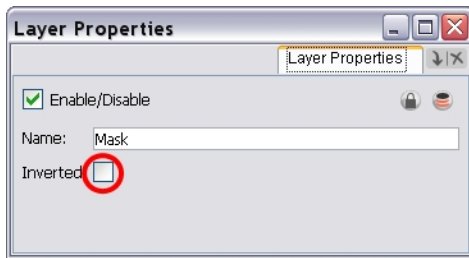 Layer Properties
Layer Properties
Enable/Disable
Name: Mask
Inverted